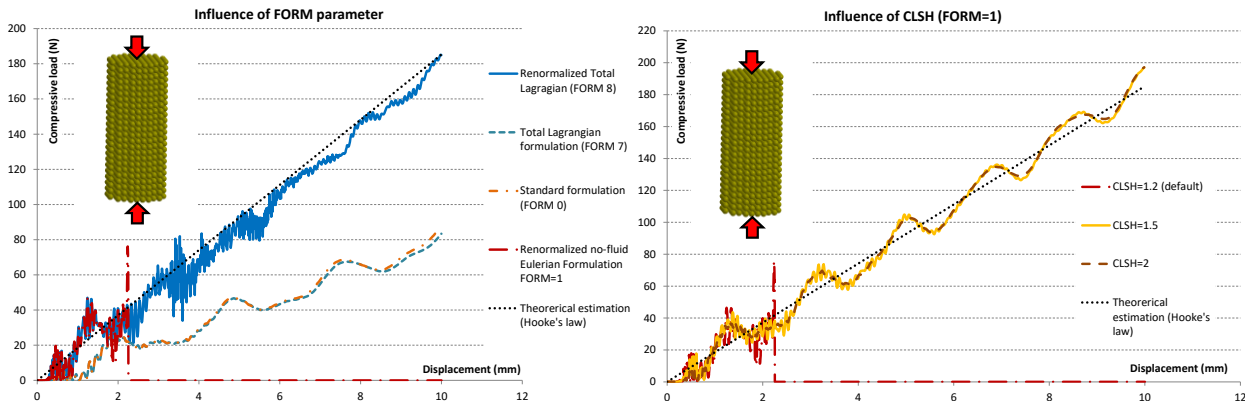 Influence of FORM parameter
Compressive load (N)
200
180
160
140
120
100
80
60
40
20
0
0
2
4
6
8
10
12
Displacement (mm)
Renormalized Total
Lagragian (FORM 8)
Total Lagrangian
formulation (FORM 7)
Standard formulation
(FORM 0)
Renormalized no-fluid
Eulerian Formulation
FORM=1
Theorerical estimation
(Hooke's law)
Influence of CLSH (FORM=1)
Compressive load (N)
220
200
180
160
140
120
100
80
60
40
20
0
0
2
4
6
8
10
12
Displacement (mm)
CLSH=1.2 (default)
CLSH=1.5
CLSH=2
Theorerical
estimation (Hooke's
law)